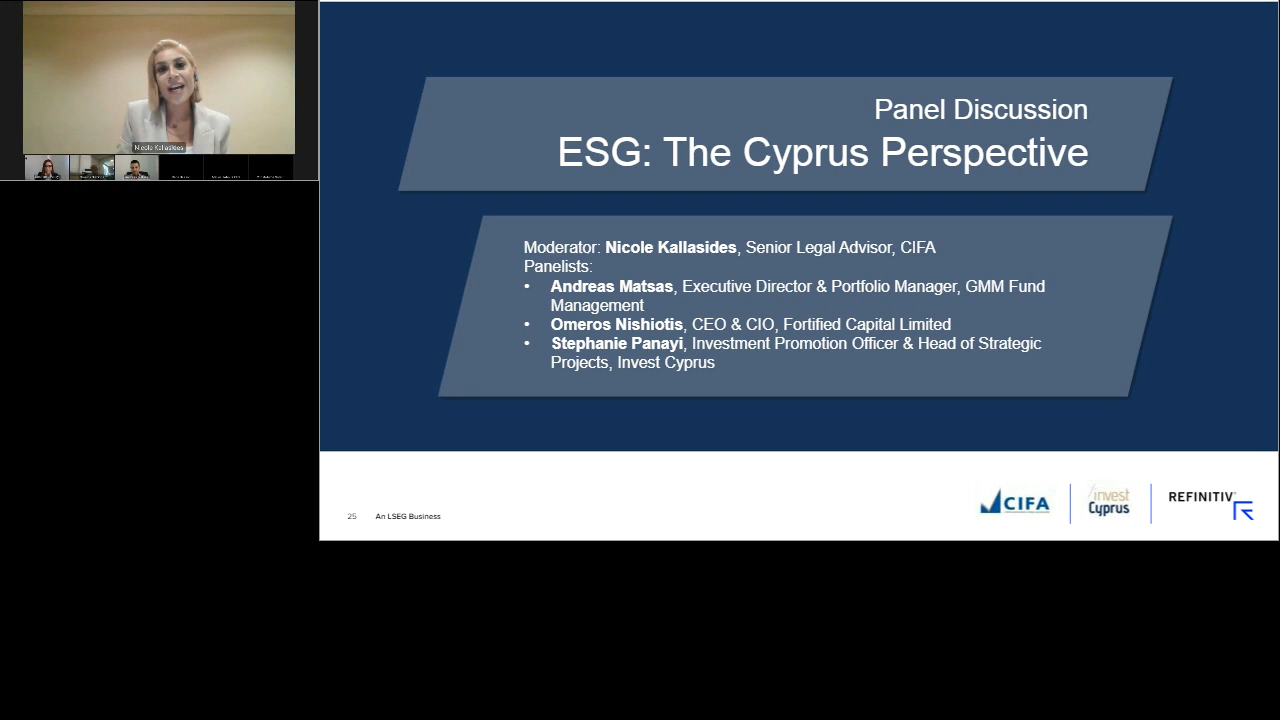 Nicole Kallasides
Panel Discussion
ESG: The Cyprus Perspective
Moderator: Nicole Kallasides, Senior Legal Advisor, CIFA
Panelists:
• Andreas Matsas, Executive Director & Portfolio Manager, GMM Fund
Management
• Omeros Nishiotis, CEO & CIO, Fortified Capital Limited
• Stephanie Panayi, Investment Promotion Officer & Head of Strategic
Projects, Invest Cyprus
25 An LSEG Business
CIFA
invest
Cyprus
REFINITIV